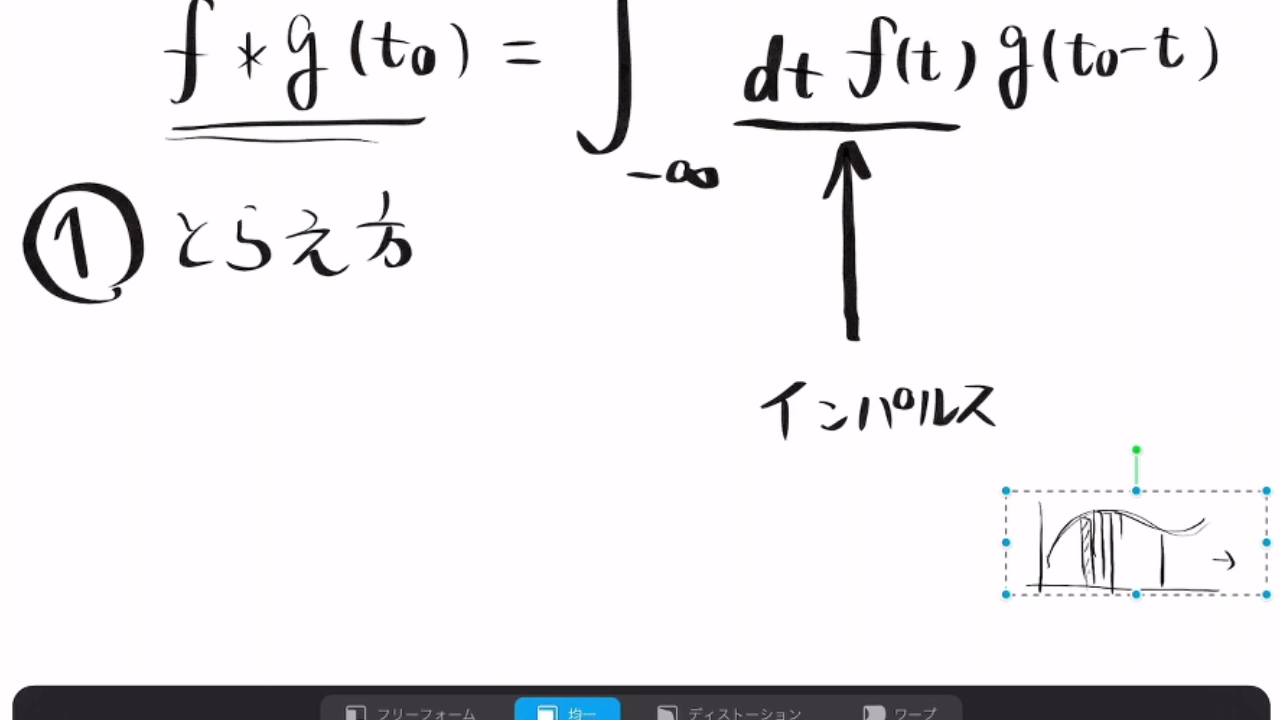 f * g (t₀) = ∫ -∞ dt f(t) g(t₀-t)
① とらえ方
インパルス
フリーフォーム 均一 ディストーション ワープ